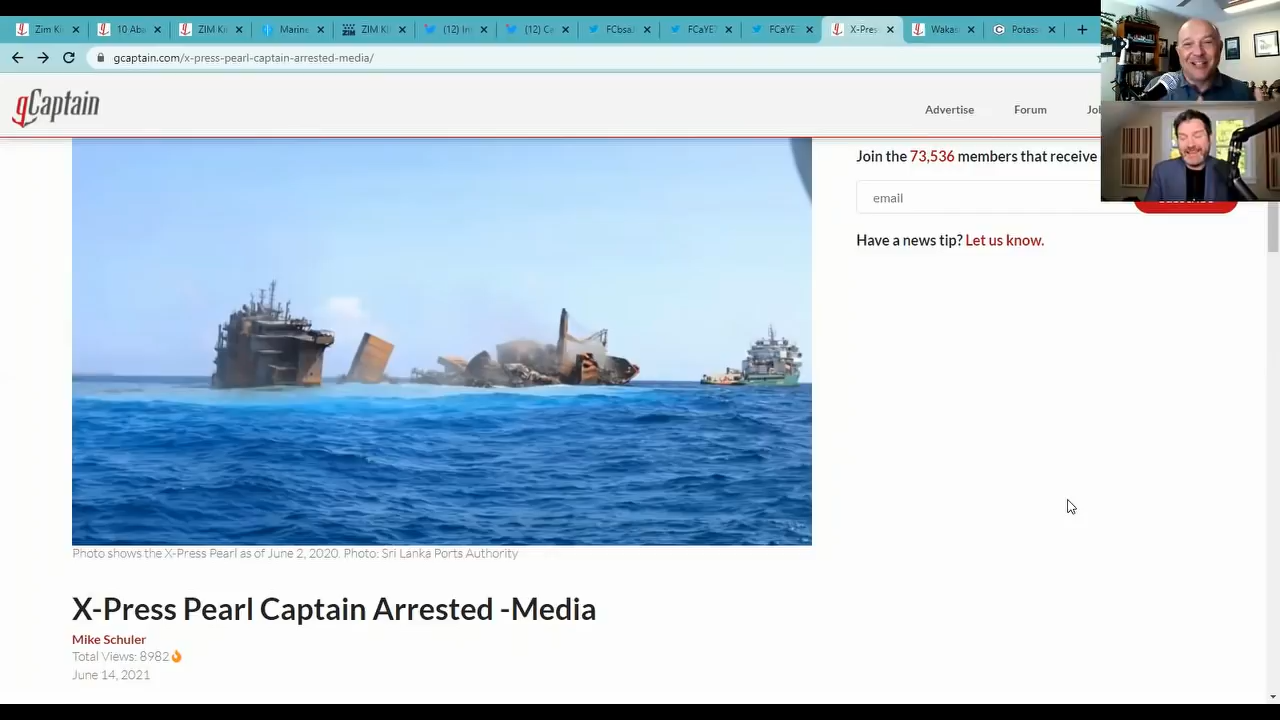 Zim Ki
10 Aba
ZIM Ki
Marine
ZIM KI
(12) In
(12) Ca
FCbsa
FCaYE
FCaYE
X-Pres
Waka
Potass
gcaptain.com/x-press-pearl-captain-arrested-media/
gCaptain
Advertise
Forum
Join the 73,536 members that receive
email
Have a news tip? Let us know.
Photo shows the X-Press Pearl as of June 2, 2020. Photo: Sri Lanka Ports Authority
X-Press Pearl Captain Arrested -Media
Mike Schuler
Total Views: 8982
June 14, 2021